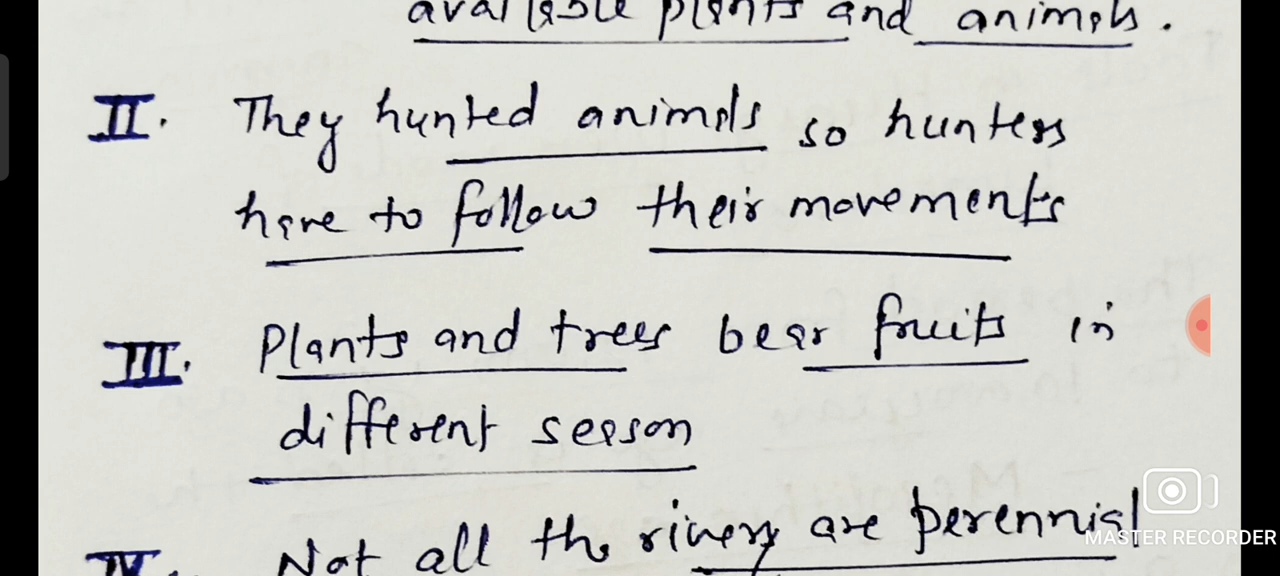 available plants and animals.
II. They hunted animals so hunters
have to follow their movements
III. Plants and trees bear fruits in
different season
IV. Not all the rivers are perennial
MASTER RECORDER